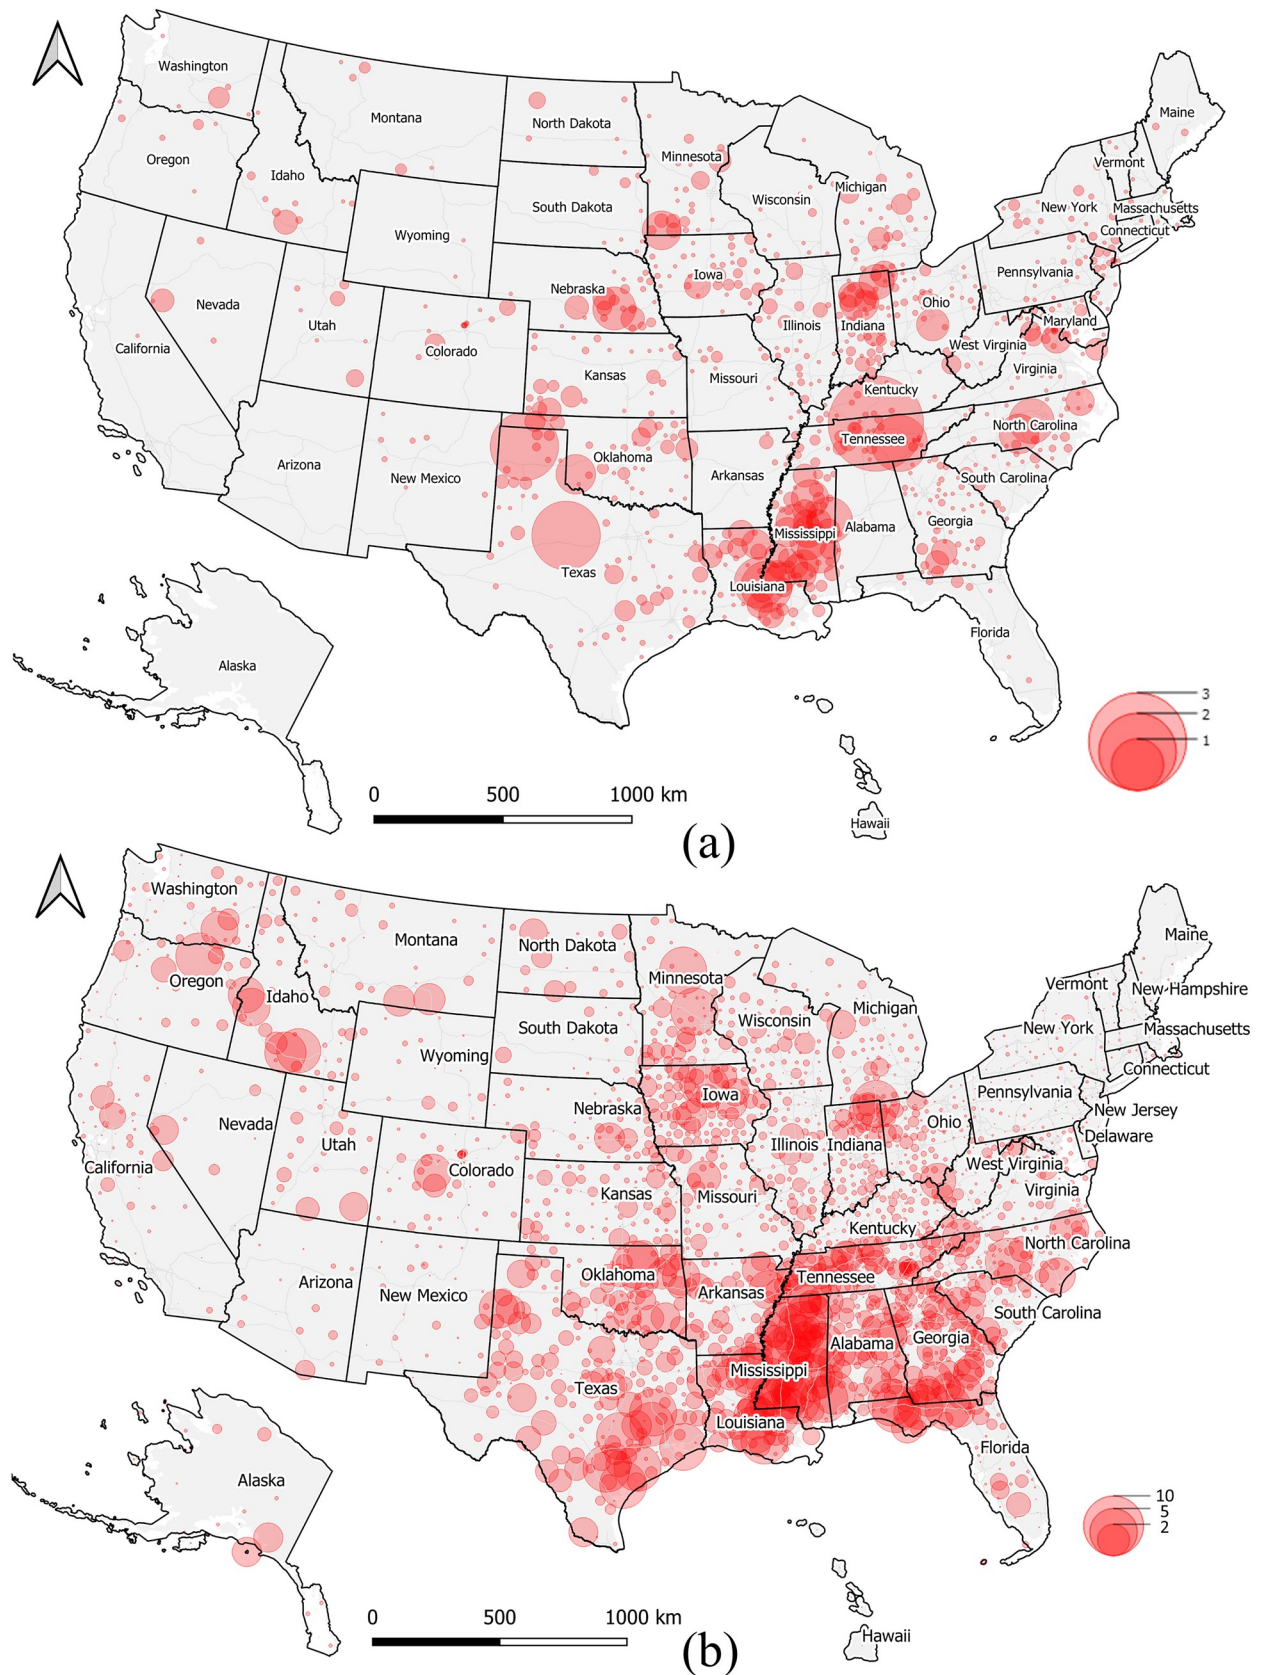 Washington
Montana
North Dakota
Minnesota
Maine
Oregon
Idaho
Wisconsin
Michigan
Vermont
South Dakota
New York
Massachusetts
Wyoming
Connecticut
Nevada
Nebraska
Iowa
Pennsylvania
Utah
Illinois
Indiana
Ohio
Maryland
California
Colorado
West Virginia
Kansas
Missouri
Kentucky
Virginia
Arizona
New Mexico
Oklahoma
Arkansas
Tennessee
North Carolina
South Carolina
Texas
Mississippi
Alabama
Georgia
Louisiana
Florida
Alaska
3
2
1
0 500 1000 km
Hawaii
(a)
Washington
Montana
North Dakota
Minnesota
Maine
Oregon
Idaho
Wisconsin
Michigan
Vermont
New Hampshire
South Dakota
New York
Massachusetts
Wyoming
Connecticut
Nevada
Nebraska
Iowa
Pennsylvania
New Jersey
Utah
Illinois
Indiana
Ohio
Delaware
California
Colorado
West Virginia
Kansas
Missouri
Virginia
Kentucky
North Carolina
Arizona
New Mexico
Oklahoma
Arkansas
Tennessee
South Carolina
Texas
Mississippi
Alabama
Georgia
Louisiana
Florida
Alaska
10
5
2
0 500 1000 km
Hawaii
(b)